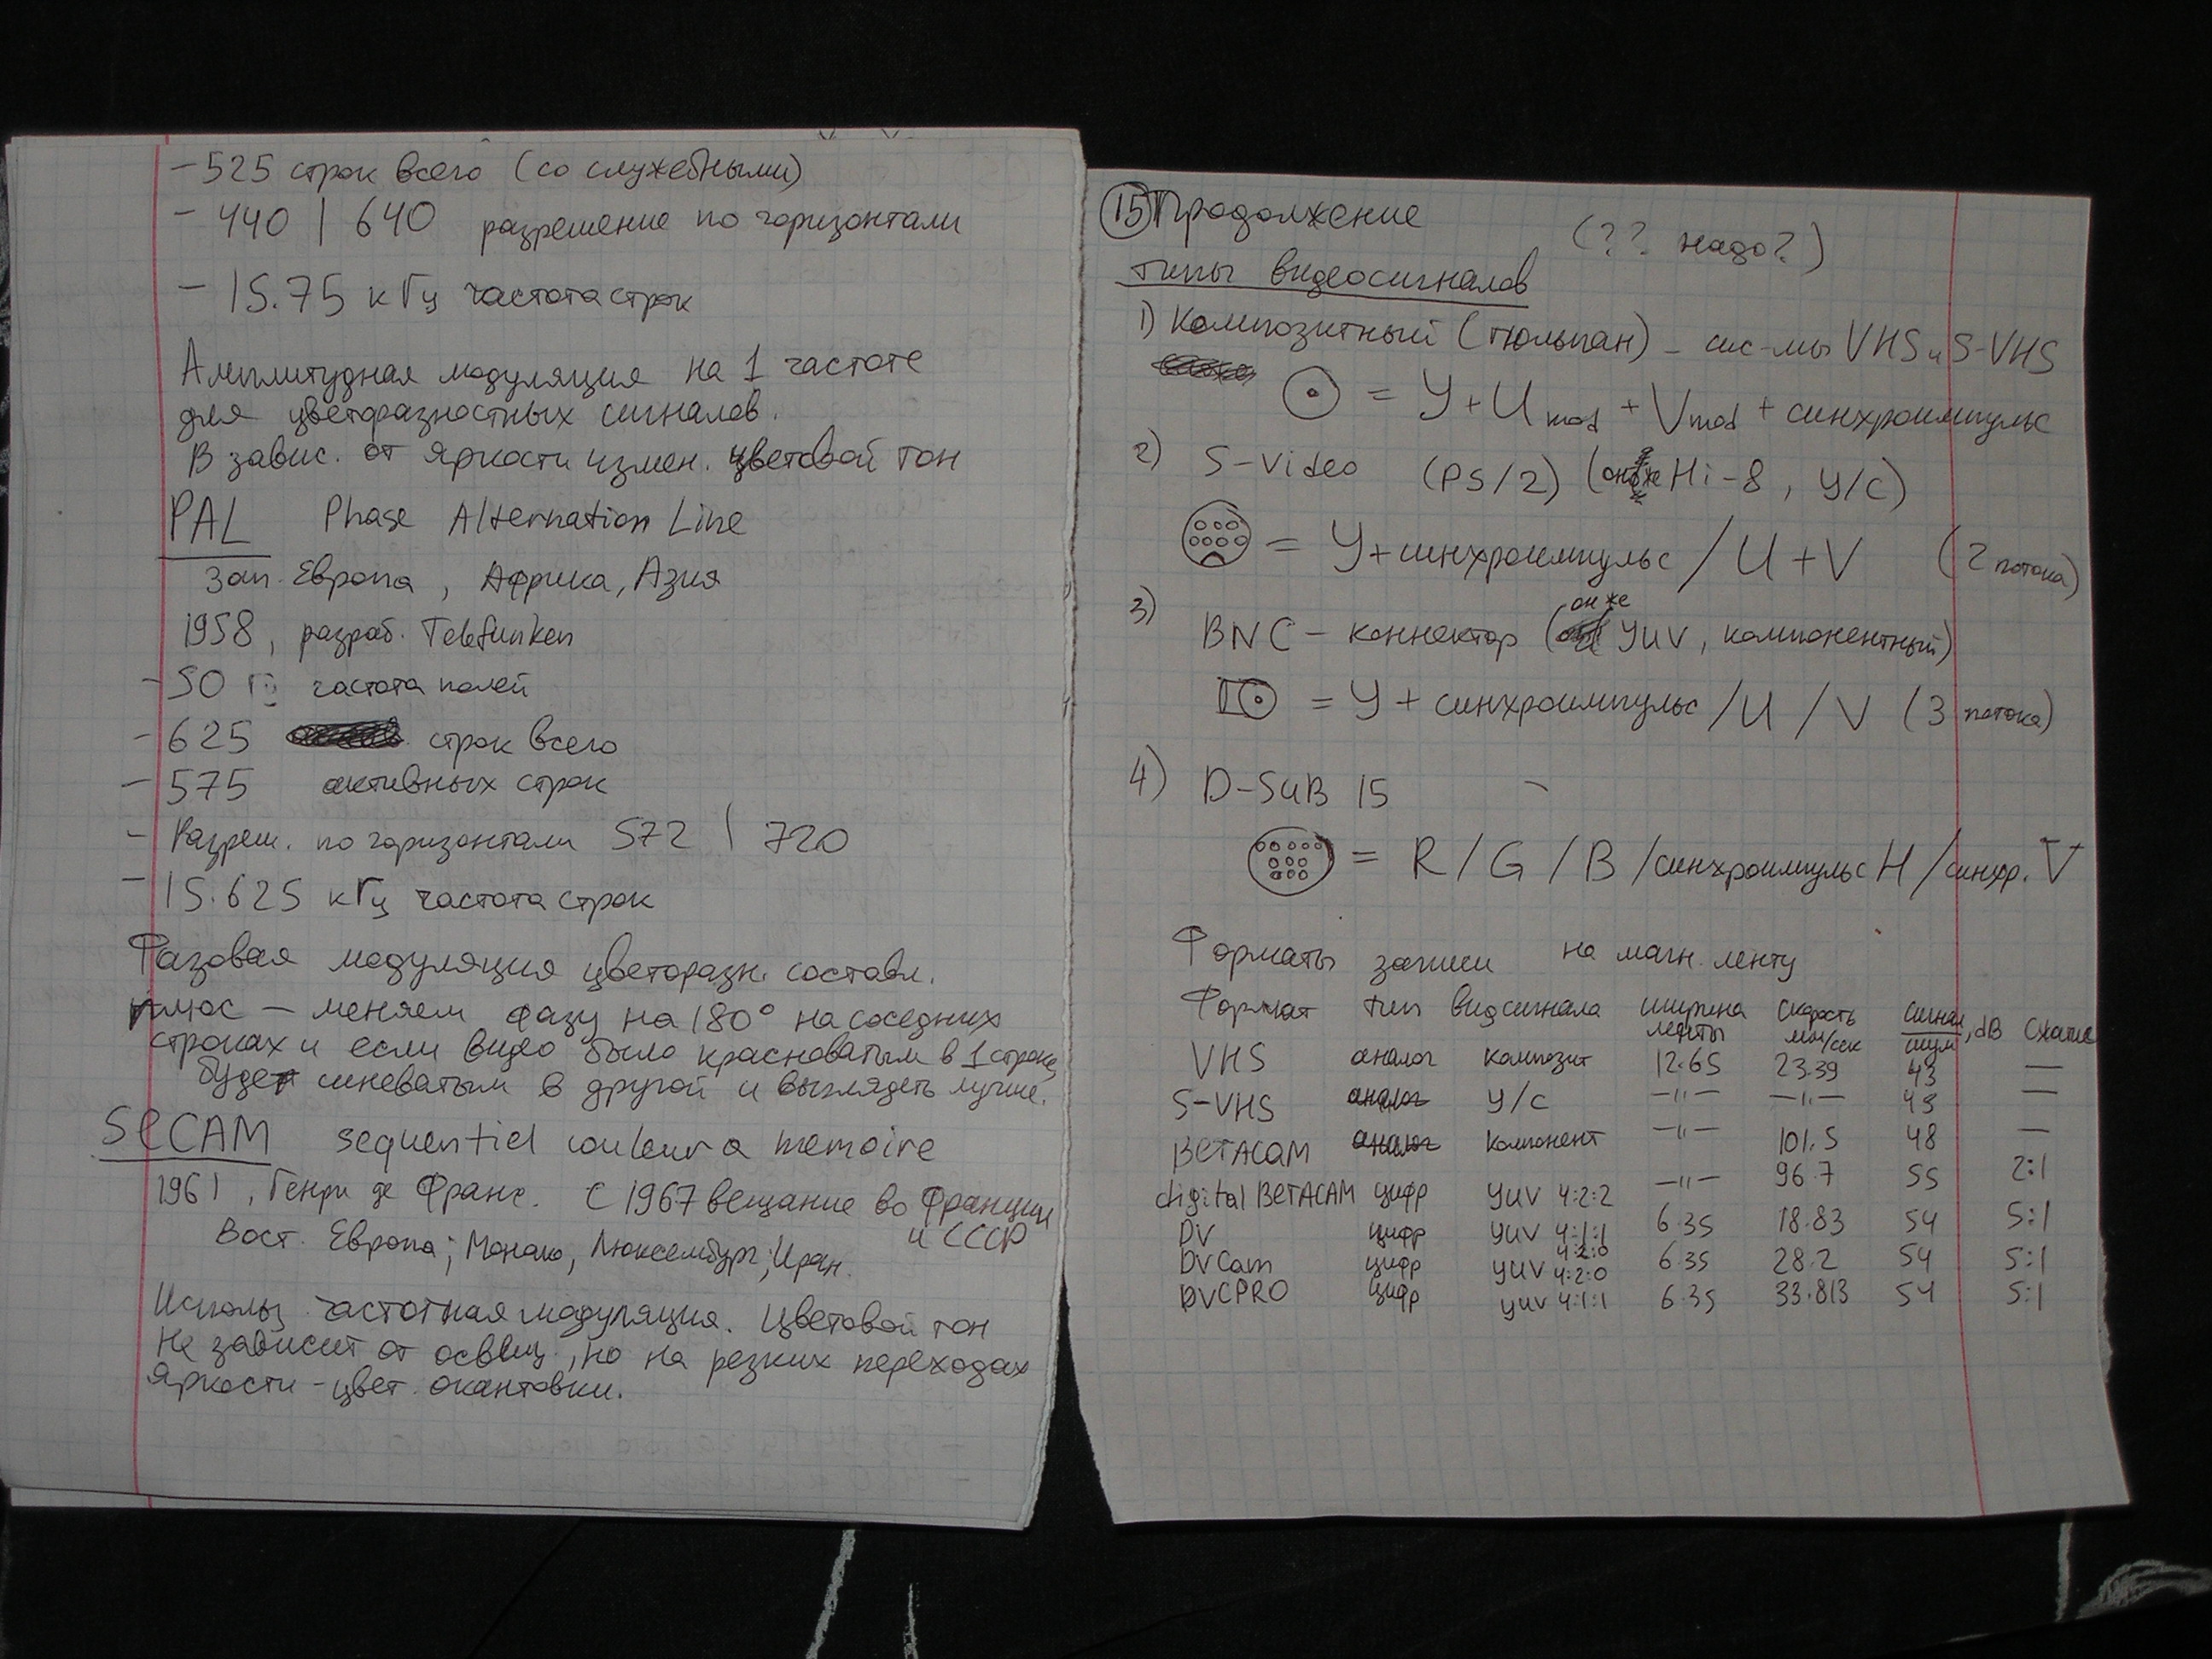 - 525 строк всего (со служебными)
- 440 | 640 разрешение по горизонтали
- 15.75 кГц частота строк
Амплитудная модуляция на 1 частоте
для цветоразностных сигналов.
В завис. от яркости измен. цветовой тон
PAL Phase Alternation Line
Зап. Европа, Африка, Азия
1958, разраб. Telefunken
- 50 Гц частота полей
- 625 строк всего
- 575 активных строк
- Разреш. по горизонтали 572 | 720
- 15.625 кГц частота строк
Фазовая модуляция цветоразн. составл.
плюс - меняем фазу на 180° на соседних
строках и если видео было красноватым в 1 строке,
будет синеватым в другой и выглядеть лучше.
SECAM sequentiel couleur a memoire
1961, Генри де Франс. С 1967 вещание во Франции
и СССР
Вост. Европа; Монако, Люксембург; Иран.
Использ. частотная модуляция. Цветовой тон
не зависит от освещ., но на резких переходах
яркости - цвет. окантовки.
15 Продолжение
(?? надо?)
типы видеосигналов
1) Композитный (тюльпан) - сис-мы VHS и S-VHS
= Y + U mod + V mod + синхроимпульс
2) S-Video (PS/2) (он же Hi-8, Y/C)
= Y + синхроимпульс / U + V (2 потока)
3) BNC - коннектор (он же YUV, компонентный)
= Y + синхроимпульс / U / V (3 потока)
4) D-SUB 15
= R / G / B / синхроимпульс H / синхр. V
Форматы записи на магн. ленту
Формат тип видсигнала ширина ленты скорость мм/сек сигнал/шум, dB Сжатие
VHS аналог композит 12.65 23.39 43 —
S-VHS аналог Y/C —"— —"— 45 —
BETACAM аналог компонент —"— 101.5 48 —
digital BETACAM цифр YUV 4:2:2 —"— 96.7 55 2:1
DV цифр YUV 4:1:1 4:2:0 6.35 18.83 54 5:1
DVCam цифр YUV 4:2:0 6.35 28.2 54 5:1
DVCPRO цифр YUV 4:1:1 6.35 33.813 54 5:1